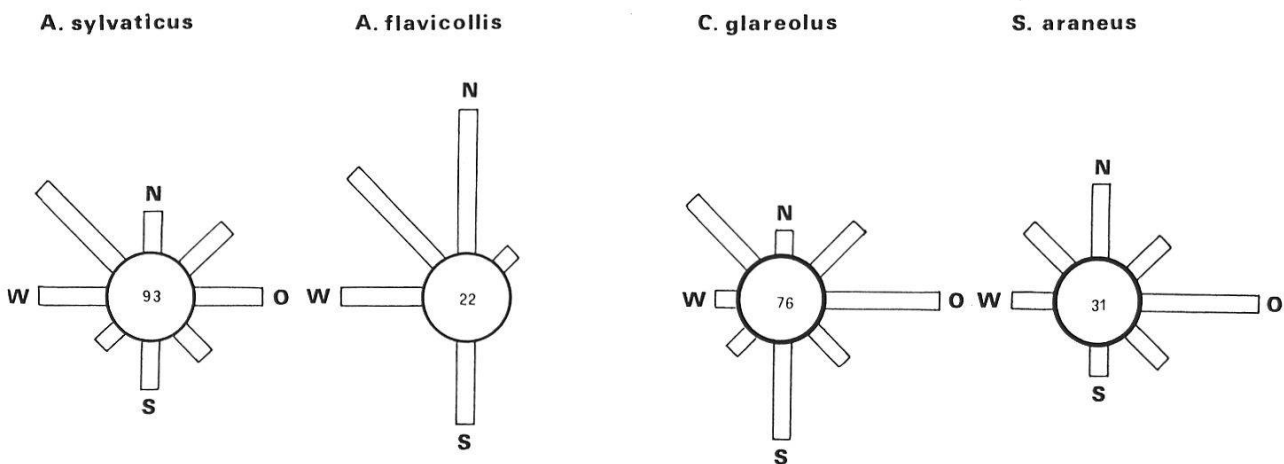 A. sylvaticus
A. flavicollis
C. glareolus
S. araneus
N
W
93
O
S
N
W
22
S
N
W
76
O
S
N
W
31
O
S